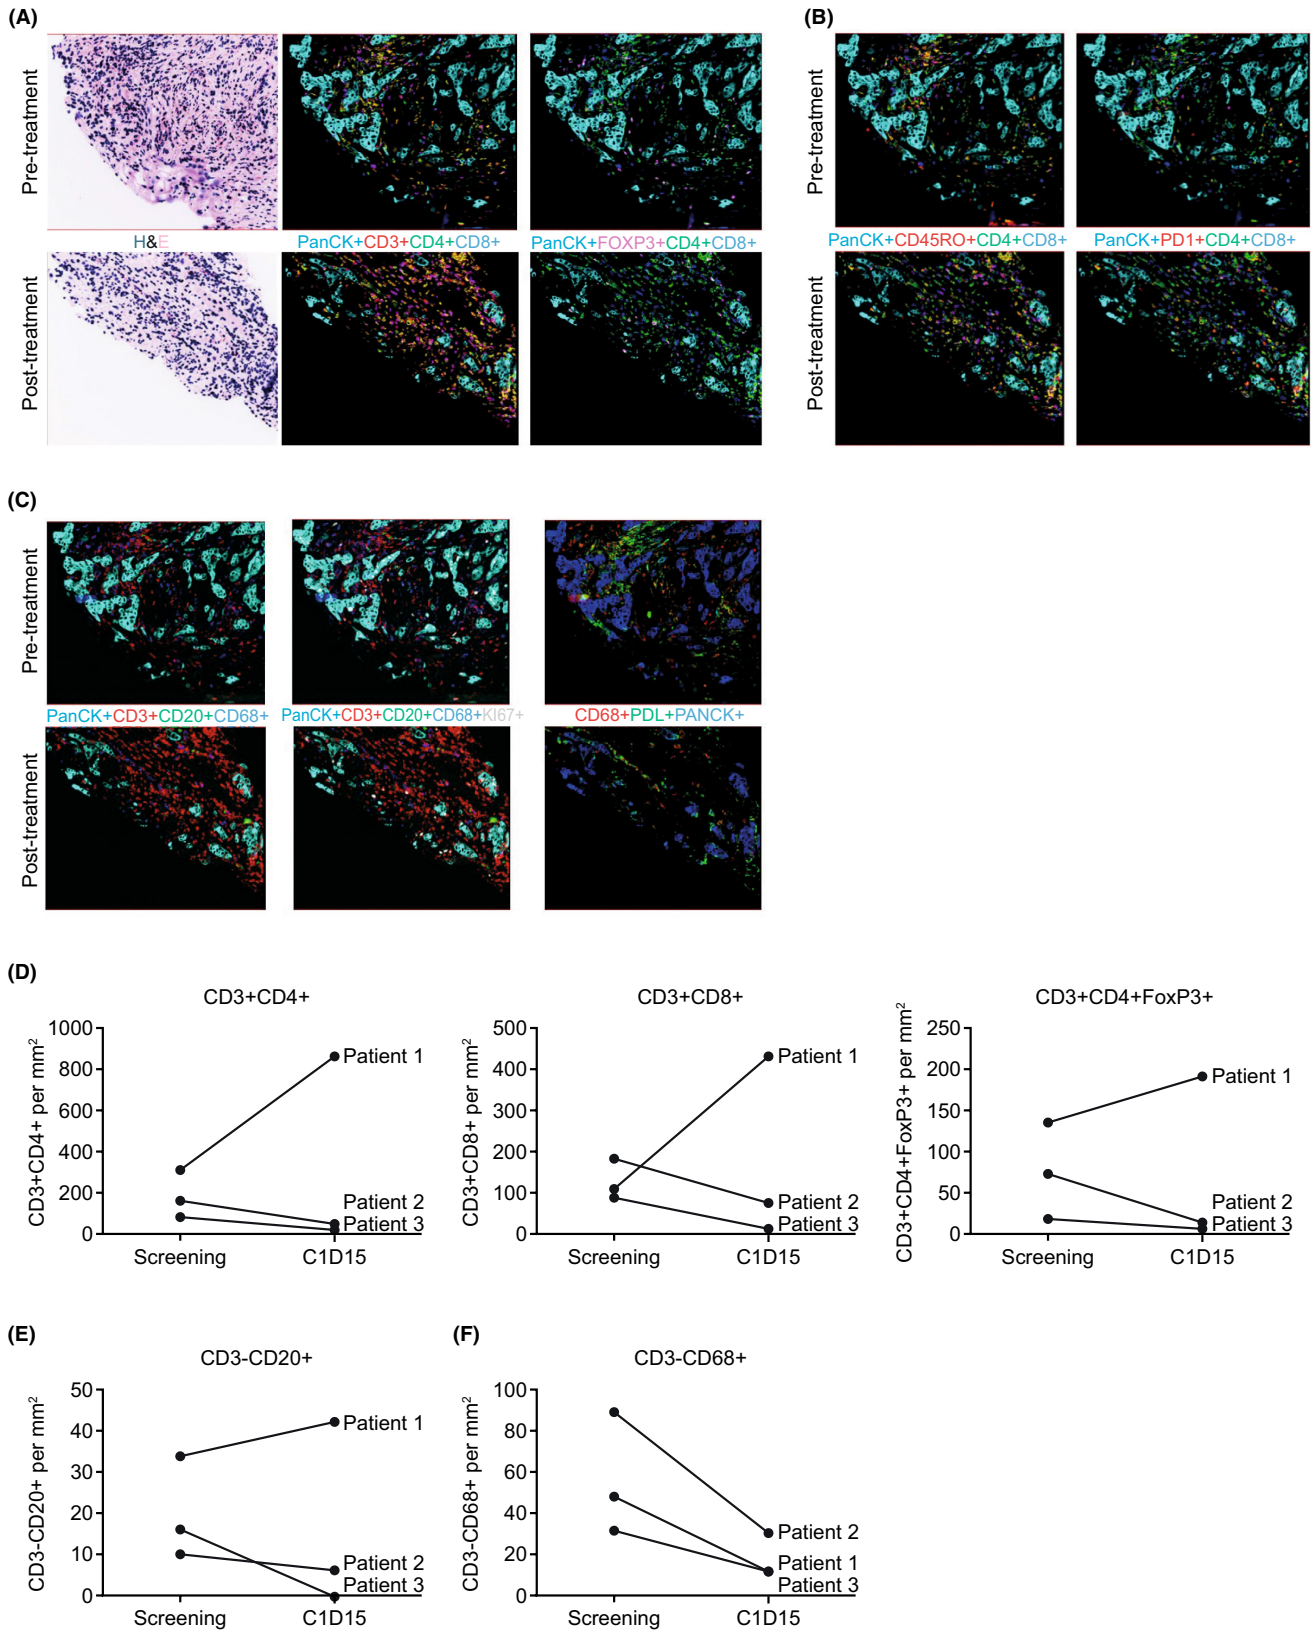 (A)
(B)
Pre-treatment
Pre-treatment
H&E
PanCK+CD3+CD4+CD8+
PanCK+FOXP3+CD4+CD8+
PanCK+CD45RO+CD4+CD8+
PanCK+PD1+CD4+CD8+
Post-treatment
Post-treatment
(C)
Pre-treatment
PanCK+CD3+CD20+CD68+
PanCK+CD3+CD20+CD68+KI67+
CD68+PDL+PANCK+
Post-treatment
(D)
CD3+CD4+
CD3+CD4+ per mm²
1000
800
600
400
200
0
Patient 1
Patient 2
Patient 3
Screening
C1D15
CD3+CD8+
CD3+CD8+ per mm²
500
400
300
200
100
0
Patient 1
Patient 2
Patient 3
Screening
C1D15
CD3+CD4+FoxP3+
CD3+CD4+FoxP3+ per mm²
250
200
150
100
50
0
Patient 1
Patient 2
Patient 3
Screening
C1D15
(E)
CD3-CD20+
CD3-CD20+ per mm²
50
40
30
20
10
0
Patient 1
Patient 2
Patient 3
Screening
C1D15
(F)
CD3-CD68+
CD3-CD68+ per mm²
100
80
60
40
20
0
Patient 2
Patient 1
Patient 3
Screening
C1D15